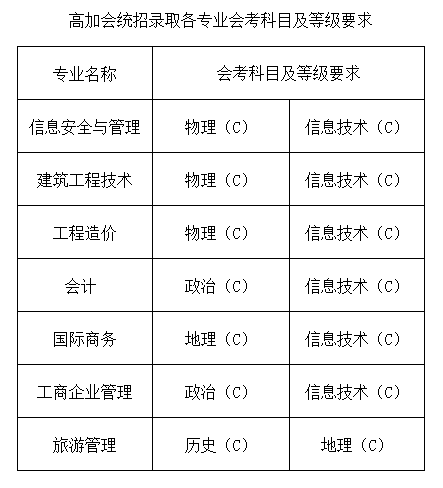 高加会统招录取各专业会考科目及等级要求
专业名称 会考科目及等级要求
信息安全与管理 物理（C） 信息技术（C）
建筑工程技术 物理（C） 信息技术（C）
工程造价 物理（C） 信息技术（C）
会计 政治（C） 信息技术（C）
国际商务 地理（C） 信息技术（C）
工商企业管理 政治（C） 信息技术（C）
旅游管理 历史（C） 地理（C）